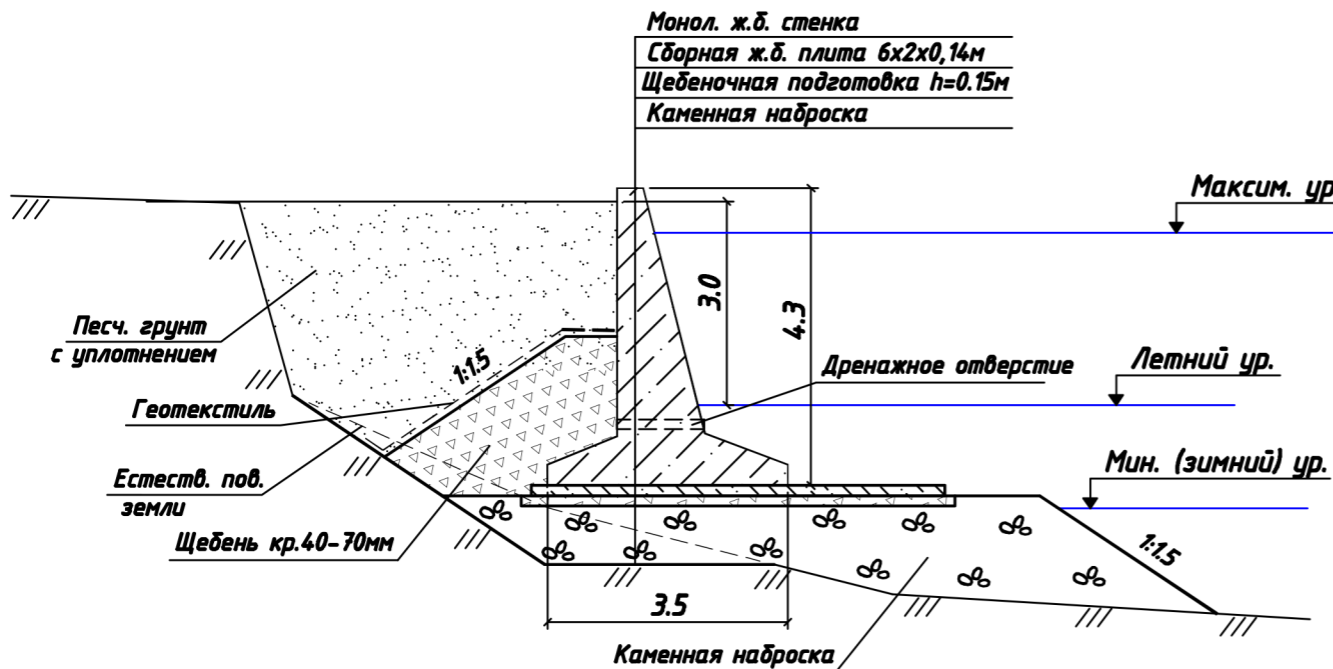 Монол. ж.б. стенка
Сборная ж.б. плита 6х2х0,14м
Щебеночная подготовка h=0.15м
Каменная наброска
Максим. ур
3.0
4.3
Песч. грунт
с уплотнением
1:1.5
Дренажное отверстие
Летний ур.
Геотекстиль
Естеств. пов.
земли
Мин. (зимний) ур.
Щебень кр.40-70мм
1:1.5
3.5
Каменная наброска